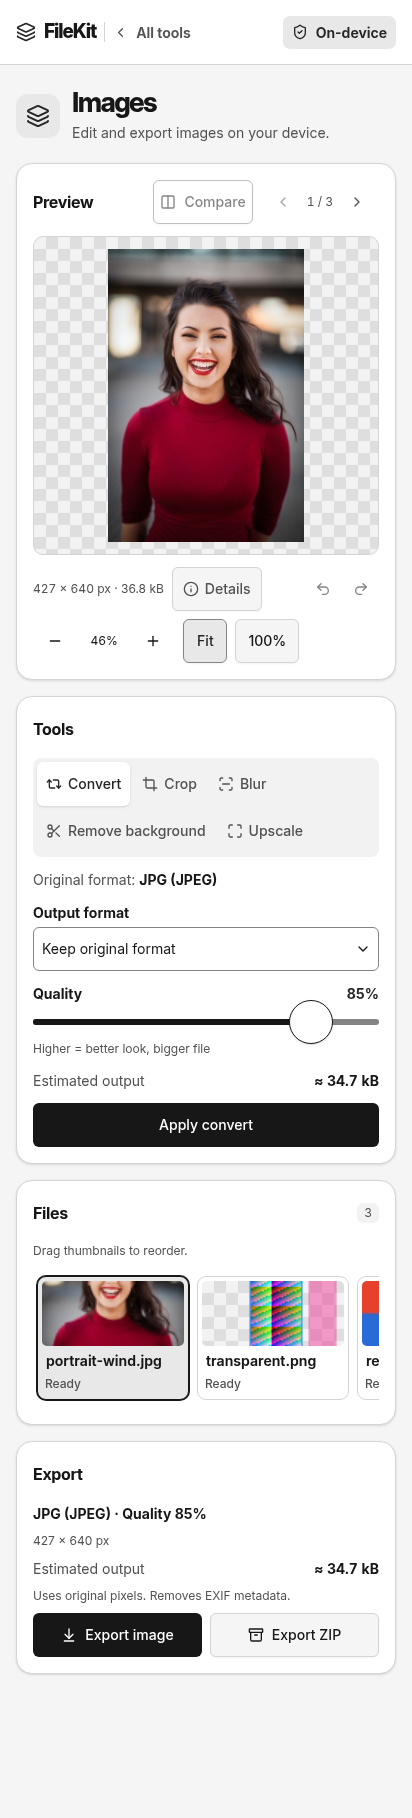 FileKit
All tools
On-device
Images
Edit and export images on your device.
Preview
Compare
1 / 3
427 × 640 px · 36.8 kB
Details
46%
Fit
100%
Tools
Convert
Crop
Blur
Remove background
Upscale
Original format: JPG (JPEG)
Output format
Keep original format
Quality
85%
Higher = better look, bigger file
Estimated output
≈ 34.7 kB
Apply convert
Files
3
Drag thumbnails to reorder.
portrait-wind.jpg
Ready
transparent.png
Ready
re
Re
Export
JPG (JPEG) · Quality 85%
427 × 640 px
Estimated output
≈ 34.7 kB
Uses original pixels. Removes EXIF metadata.
Export image
Export ZIP